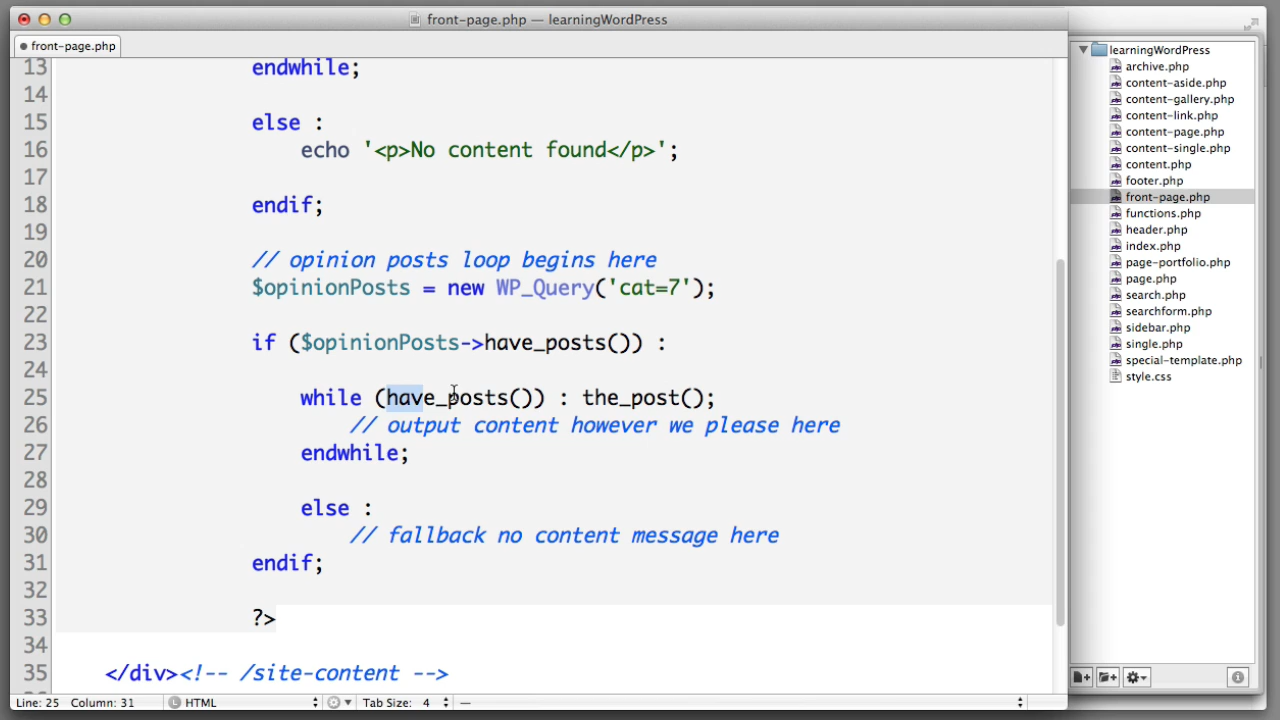 front-page.php — learningWordPress
front-page.php
13 endwhile;
14
15 else :
16 echo '<p>No content found</p>';
17
18 endif;
19
20 // opinion posts loop begins here
21 $opinionPosts = new WP_Query('cat=7');
22
23 if ($opinionPosts->have_posts()) :
24
25 while (have_posts()) : the_post();
26 // output content however we please here
27 endwhile;
28
29 else :
30 // fallback no content message here
31 endif;
32
33 ?>
34
35 </div><!-- /site-content -->
Line: 25 Column: 31 HTML Tab Size: 4 —
learningWordPress
archive.php
content-aside.php
content-gallery.php
content-link.php
content-page.php
content-single.php
content.php
footer.php
front-page.php
functions.php
header.php
index.php
page-portfolio.php
page.php
search.php
searchform.php
sidebar.php
single.php
special-template.php
style.css